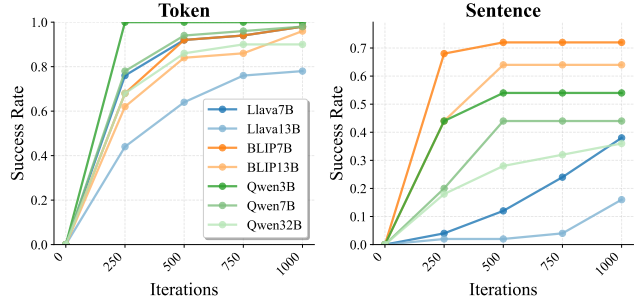 Token
Success Rate
1.0
0.8
0.6
0.4
0.2
0.0
0
250
500
750
1000
Iterations
Llava7B
Llava13B
BLIP7B
BLIP13B
Qwen3B
Qwen7B
Qwen32B
Sentence
Success Rate
0.7
0.6
0.5
0.4
0.3
0.2
0.1
0.0
0
250
500
750
1000
Iterations